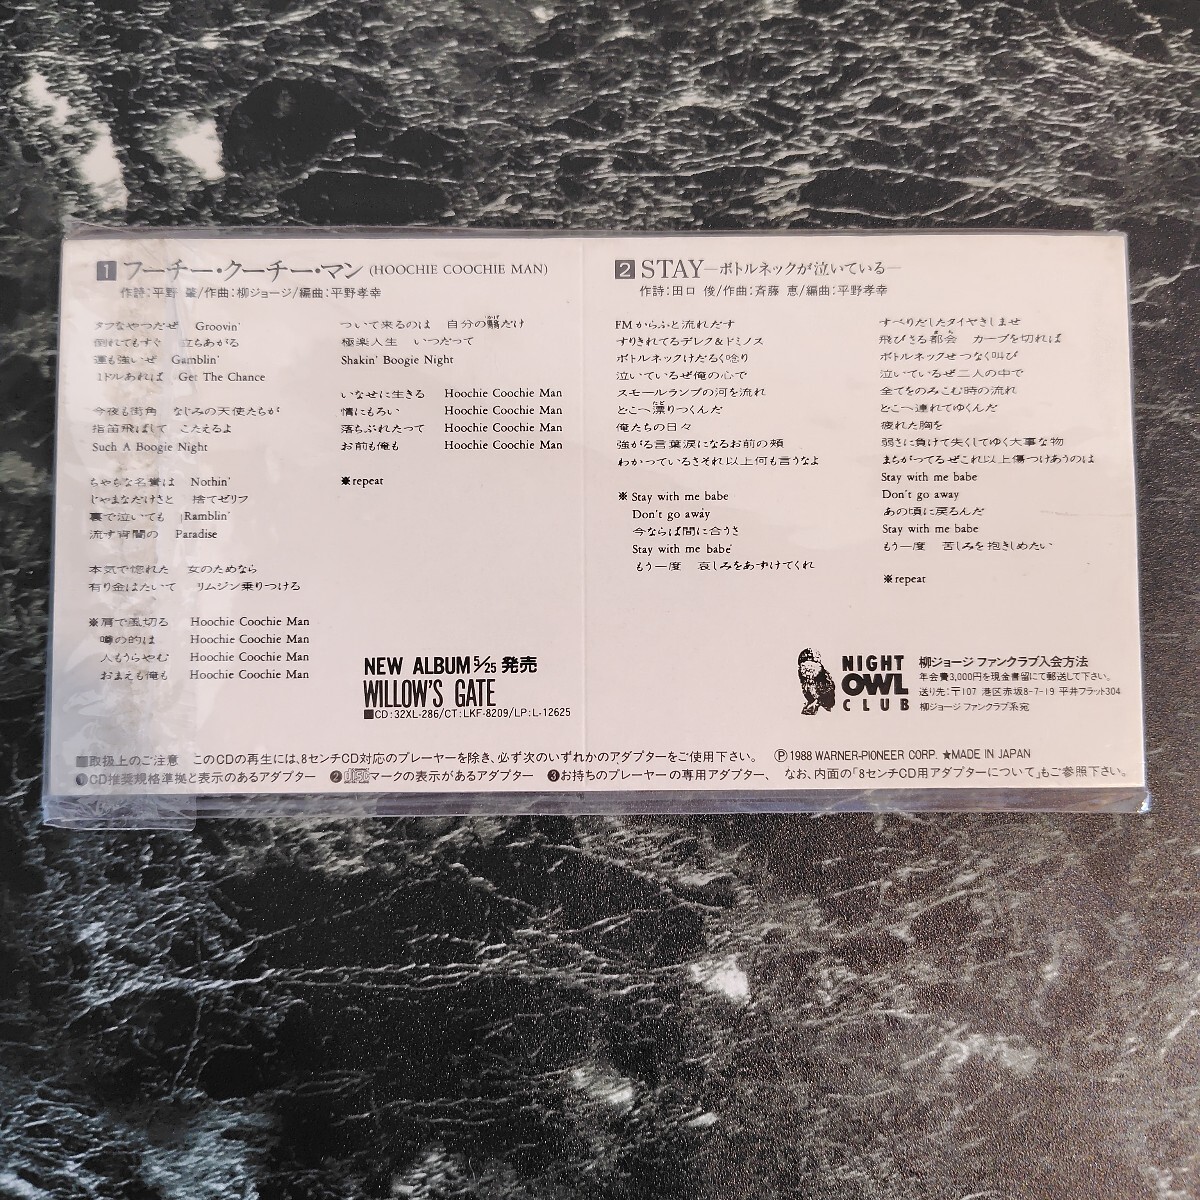 1 フーチー・クーチー・マン (HOOCHIE COOCHIE MAN)
作詩:平野 肇/作曲:柳ジョージ/編曲:平野孝幸
タフなやつだぜ Groovin'
倒れてもすぐ 立ちあがる
運も強いぜ Gamblin'
1ドルあれば Get The Chance
今夜も街角 なじみの天使たちが
指笛飛ばして こたえるよ
Such A Boogie Night
ちゃちな名誉は Nothin'
じゃまなだけさと 捨てゼリフ
裏で泣いても Ramblin'
流す宵闇の Paradise
本気で惚れた 女のためなら
有り金はたいて リムジン乗りつける
※肩で風切る Hoochie Coochie Man
噂の的は Hoochie Coochie Man
人もうらやむ Hoochie Coochie Man
おまえも俺も Hoochie Coochie Man
ついて来るのは 自分の翳だけ
極楽人生 いつだって
Shakin' Boogie Night
いなせに生きる Hoochie Coochie Man
情にもろい Hoochie Coochie Man
落ちぶれたって Hoochie Coochie Man
お前も俺も Hoochie Coochie Man
※repeat
NEW ALBUM 5/25 発売
WILLOW'S GATE
■CD:32XL-286/CT:LKF-8209/LP:L-12625
2 STAY—ボトルネックが泣いている—
作詩:田口 俊/作曲:斉藤 恵/編曲:平野孝幸
FMからふと流れだす
すりきれてるデレク&ドミノス
ボトルネックけだるく唸り
泣いているぜ俺の心で
スモールランプの河を流れ
どこへ漂りつくんだ
俺たちの日々
強がる言葉涙になるお前の頬
わかっているさそれ以上何も言うなよ
※Stay with me babe
Don't go away
今ならば間に合うさ
Stay with me babe
もう一度 哀しみをあずけてくれ
すべりだしたタイヤきしませ
飛びさる都会 カーブを切れば
ボトルネックせつなく叫び
泣いているぜ二人の中で
全てをのみこむ時の流れ
どこへ連れてゆくんだ
疲れた胸を
弱さに負けて失くしてゆく大事な物
まちがってるぜこれ以上傷つけあうのは
Stay with me babe
Don't go away
あの頃に戻るんだ
Stay with me babe
もう一度 苦しみを抱きしめたい
※repeat
NIGHT OWL CLUB
柳ジョージ ファンクラブ入会方法
年会費3,000円を現金書留にて郵送して下さい。
送り先:〒107 港区赤坂8-7-19 平井フラット304
柳ジョージ ファンクラブ係宛
■取扱上のご注意 このCDの再生には、8センチCD対応のプレーヤーを除き、必ず次のいずれかのアダプターをご使用下さい。 Ⓟ1988 WARNER-PIONEER CORP. ★MADE IN JAPAN
❶CD推奨規格準拠と表示のあるアダプター ❷マークの表示があるアダプター ❸お持ちのプレーヤーの専用アダプター、 なお、内面の「8センチCD用アダプターについて」もご参照下さい。